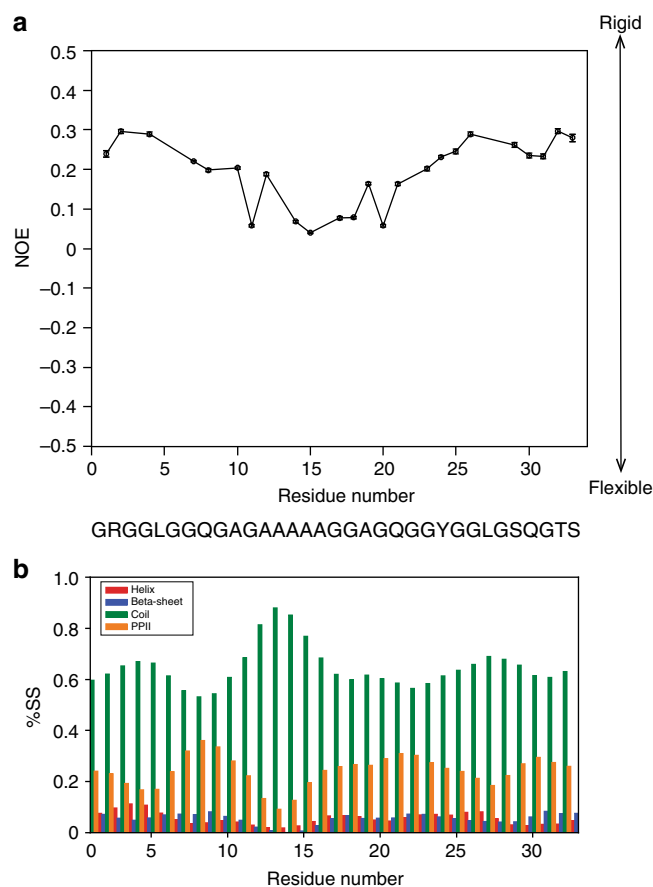 a
Rigid
0.5
0.4
0.3
0.2
0.1
0
−0.1
−0.2
−0.3
−0.4
−0.5
NOE
0 5 10 15 20 25 30
Residue number
Flexible
GRGGLGGQGAGAAAAAGGAGQGGYGGLGSQGTS
b
1.0
0.8
0.6
0.4
0.2
0
%SS
Helix
Beta-sheet
Coil
PPII
0 5 10 15 20 25 30
Residue number